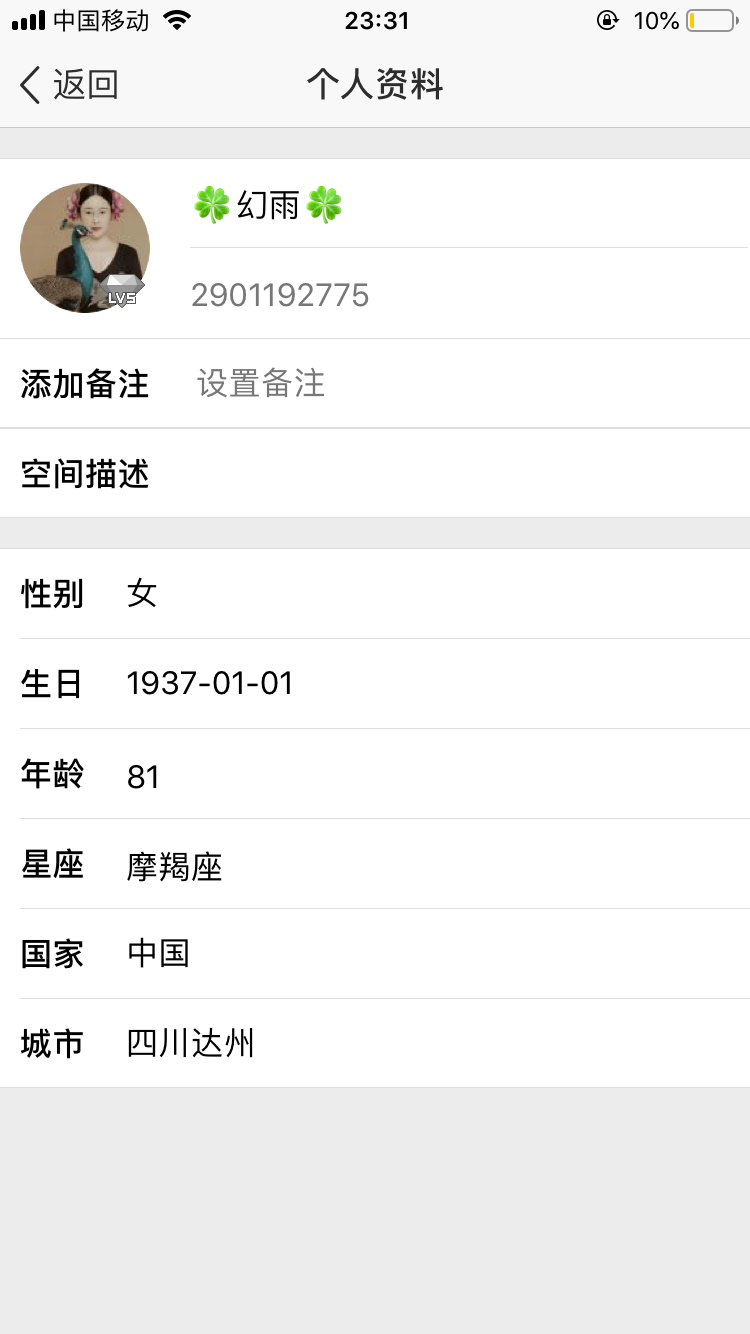 中国移动 23:31 10%
返回 个人资料
🍀幻雨🍀
2901192775
LV5
添加备注 设置备注
空间描述
性别 女
生日 1937-01-01
年龄 81
星座 摩羯座
国家 中国
城市 四川达州